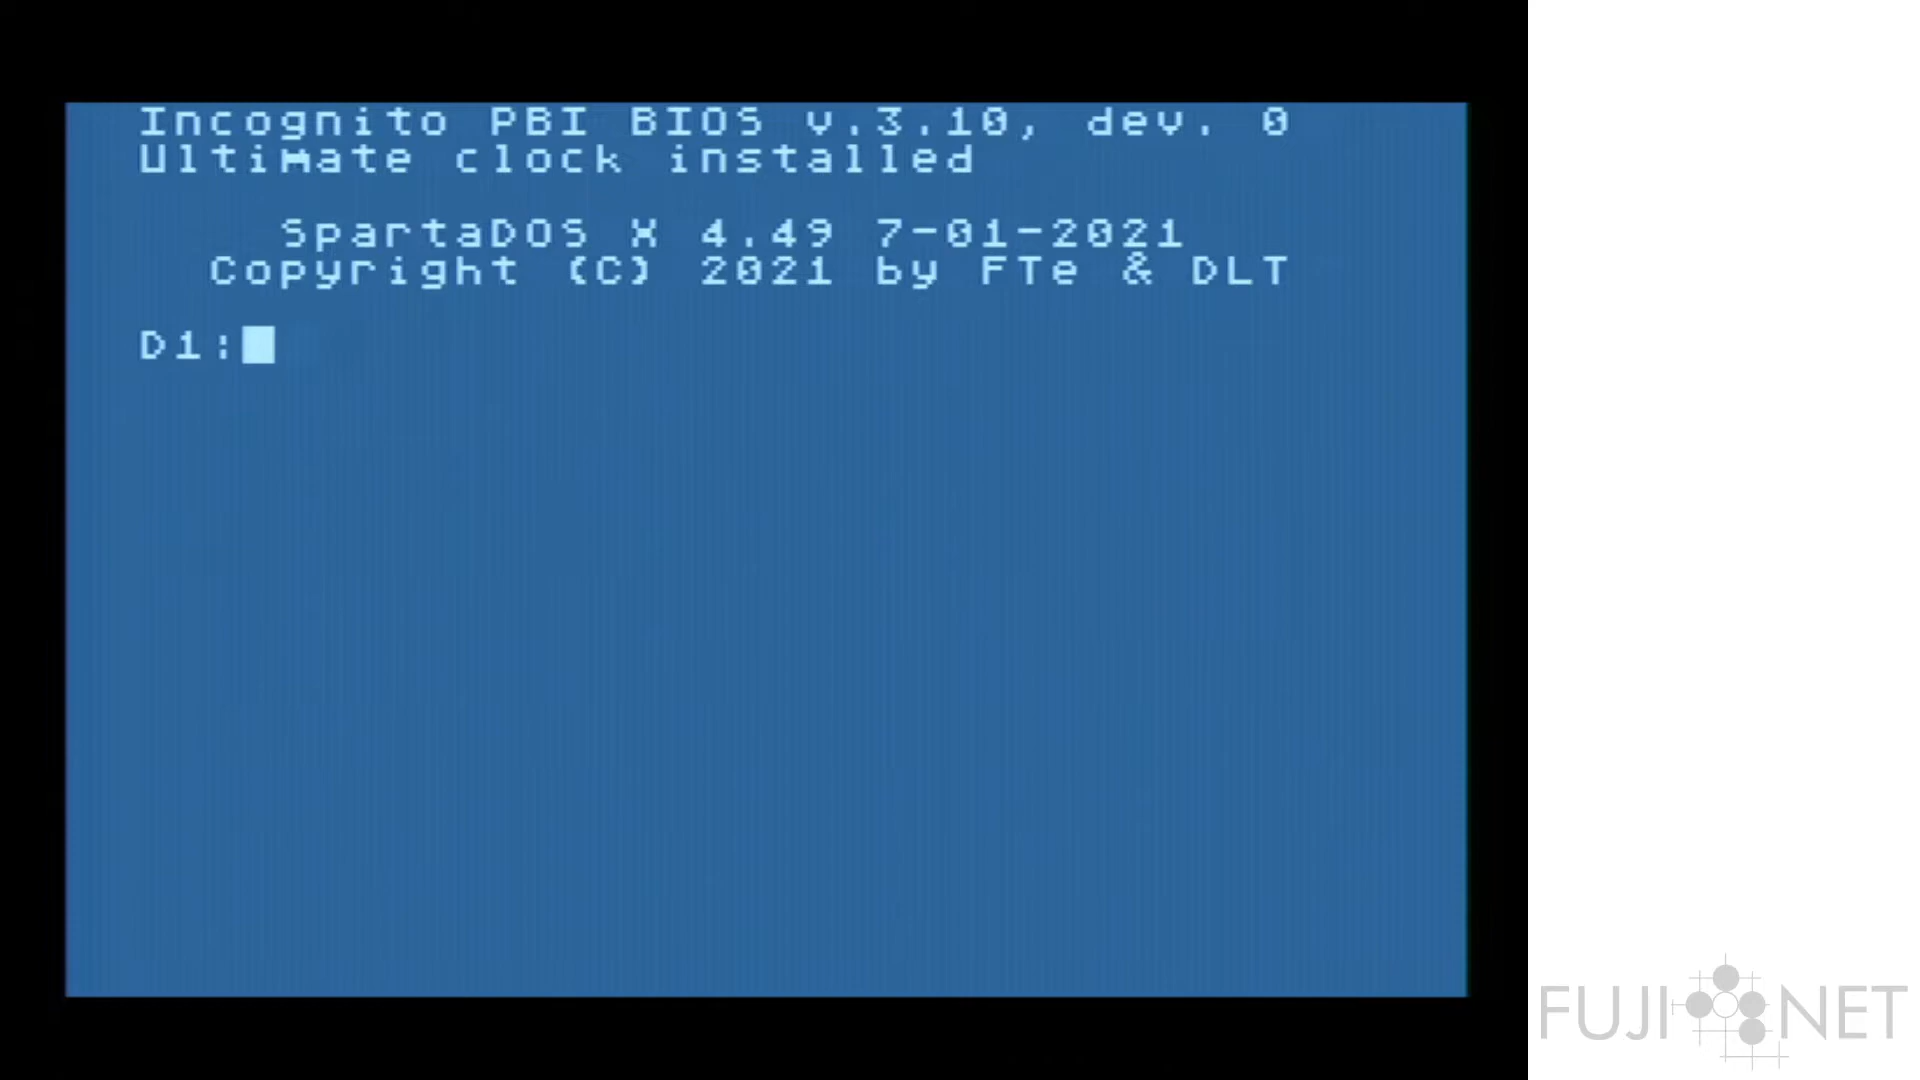 Incognito PBI BIOS v.3.10, dev. 0
Ultimate clock installed
SpartaDOS X 4.49 7-01-2021
Copyright (C) 2021 by FTe & DLT
D1:
FUJINET